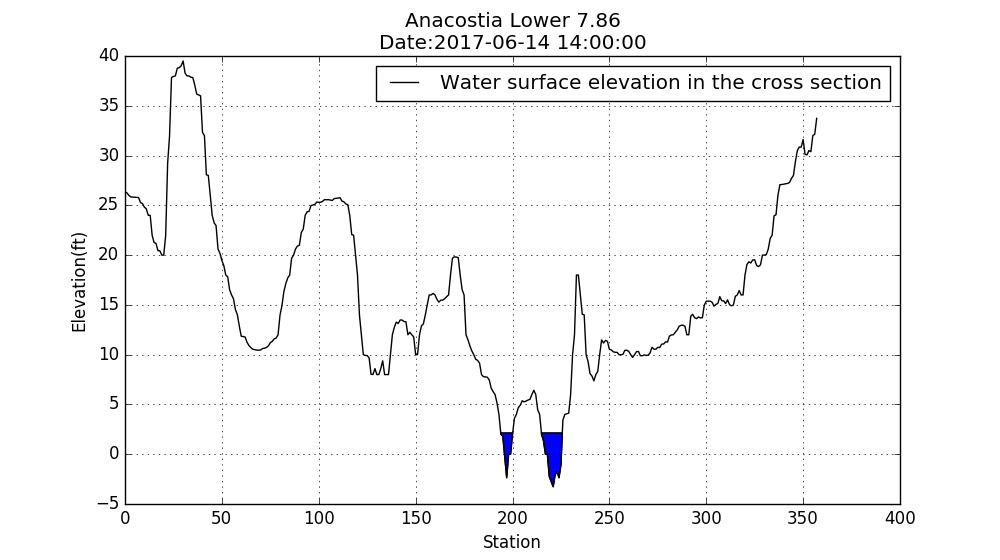 Anacostia Lower 7.86
Date:2017-06-14 14:00:00
Water surface elevation in the cross section
40
35
30
25
20
15
10
5
0
−5
Elevation(ft)
0 50 100 150 200 250 300 350 400
Station